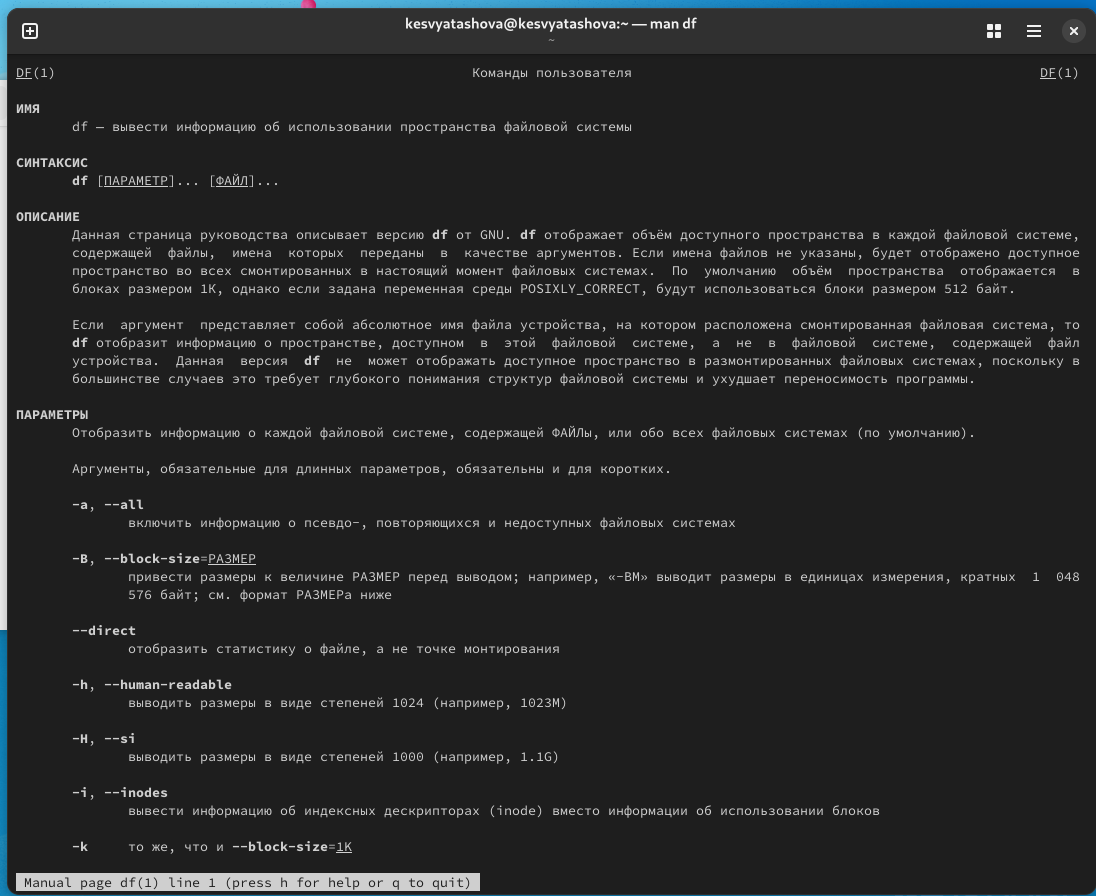 kesvyatashova@kesvyatashova:~ — man df
~
DF(1) Команды пользователя DF(1)
ИМЯ
df — вывести информацию об использовании пространства файловой системы
СИНТАКСИС
df [ПАРАМЕТР]... [ФАЙЛ]...
ОПИСАНИЕ
Данная страница руководства описывает версию df от GNU. df отображает объём доступного пространства в каждой файловой системе,
содержащей файлы, имена которых переданы в качестве аргументов. Если имена файлов не указаны, будет отображено доступное
пространство во всех смонтированных в настоящий момент файловых системах. По умолчанию объём пространства отображается в
блоках размером 1K, однако если задана переменная среды POSIXLY_CORRECT, будут использоваться блоки размером 512 байт.
Если аргумент представляет собой абсолютное имя файла устройства, на котором расположена смонтированная файловая система, то
df отобразит информацию о пространстве, доступном в этой файловой системе, а не в файловой системе, содержащей файл
устройства. Данная версия df не может отображать доступное пространство в размонтированных файловых системах, поскольку в
большинстве случаев это требует глубокого понимания структур файловой системы и ухудшает переносимость программы.
ПАРАМЕТРЫ
Отобразить информацию о каждой файловой системе, содержащей ФАЙЛы, или обо всех файловых системах (по умолчанию).
Аргументы, обязательные для длинных параметров, обязательны и для коротких.
-a, --all
включить информацию о псевдо-, повторяющихся и недоступных файловых системах
-B, --block-size=РАЗМЕР
привести размеры к величине РАЗМЕР перед выводом; например, «-BM» выводит размеры в единицах измерения, кратных 1 048
576 байт; см. формат РАЗМЕРа ниже
--direct
отобразить статистику о файле, а не точке монтирования
-h, --human-readable
выводить размеры в виде степеней 1024 (например, 1023M)
-H, --si
выводить размеры в виде степеней 1000 (например, 1.1G)
-i, --inodes
вывести информацию об индексных дескрипторах (inode) вместо информации об использовании блоков
-k то же, что и --block-size=1K
Manual page df(1) line 1 (press h for help or q to quit)